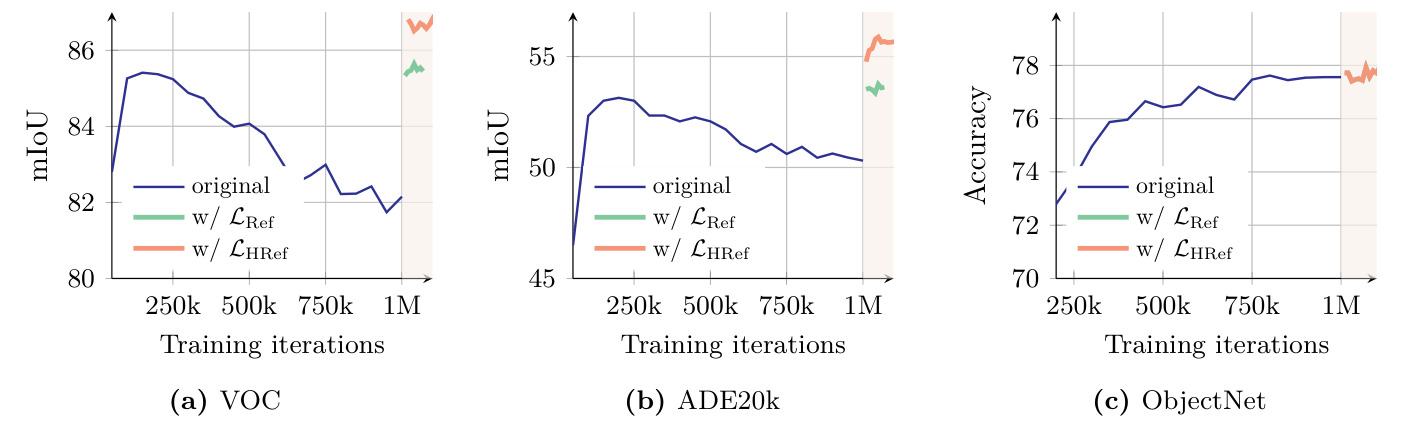 mIoU
86
84
82
80
original
w/ ℒRef
w/ ℒHRef
250k 500k 750k 1M
Training iterations
(a) VOC
mIoU
55
50
45
original
w/ ℒRef
w/ ℒHRef
250k 500k 750k 1M
Training iterations
(b) ADE20k
Accuracy
78
76
74
72
70
original
w/ ℒRef
w/ ℒHRef
250k 500k 750k 1M
Training iterations
(c) ObjectNet